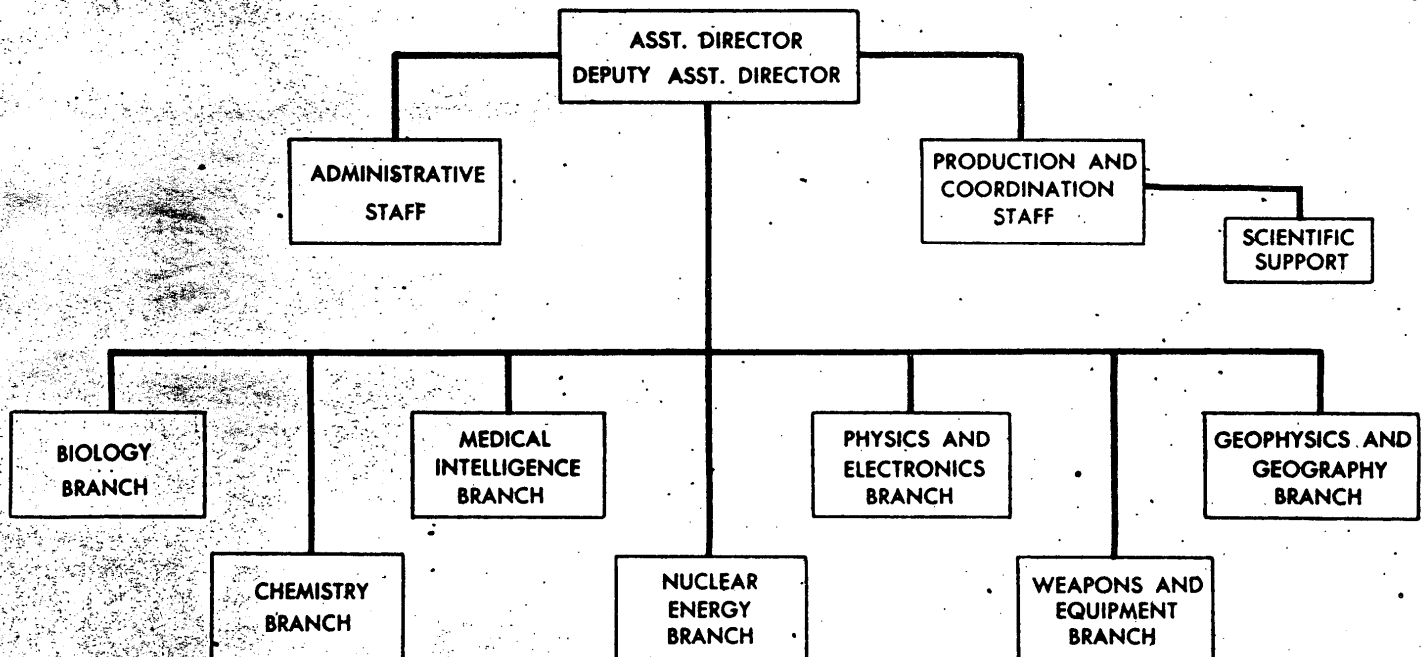 ASST. DIRECTOR
DEPUTY ASST. DIRECTOR
ADMINISTRATIVE
STAFF
PRODUCTION AND
COORDINATION
STAFF
SCIENTIFIC
SUPPORT
BIOLOGY
BRANCH
MEDICAL
INTELLIGENCE
BRANCH
PHYSICS AND
ELECTRONICS
BRANCH
GEOPHYSICS AND
GEOGRAPHY
BRANCH
CHEMISTRY
BRANCH
NUCLEAR
ENERGY
BRANCH
WEAPONS AND
EQUIPMENT
BRANCH